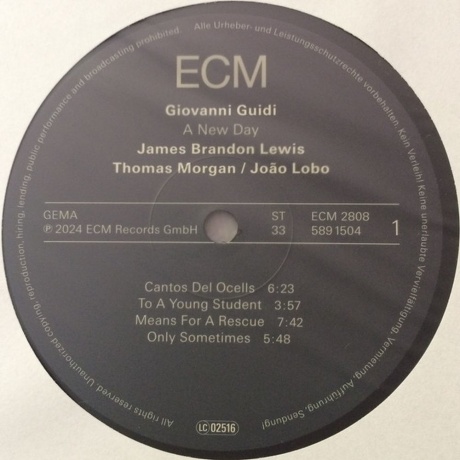 ECM
Giovanni Guidi
A New Day
James Brandon Lewis
Thomas Morgan / João Lobo
GEMA ST ECM 2808
℗ 2024 ECM Records GmbH 33 589 1504 1
Cantos Del Ocells 6:23
To A Young Student 3:57
Means For A Rescue 7:42
Only Sometimes 5:48
LC 02516
Alle Urheber- und Leistungsschutzrechte vorbehalten. Kein Verleih! Keine unerlaubte Vervielfältigung, Vermietung, Aufführung, Sendung!
All rights reserved. Unauthorized copying, reproduction, hiring, lending, public performance and broadcasting prohibited.